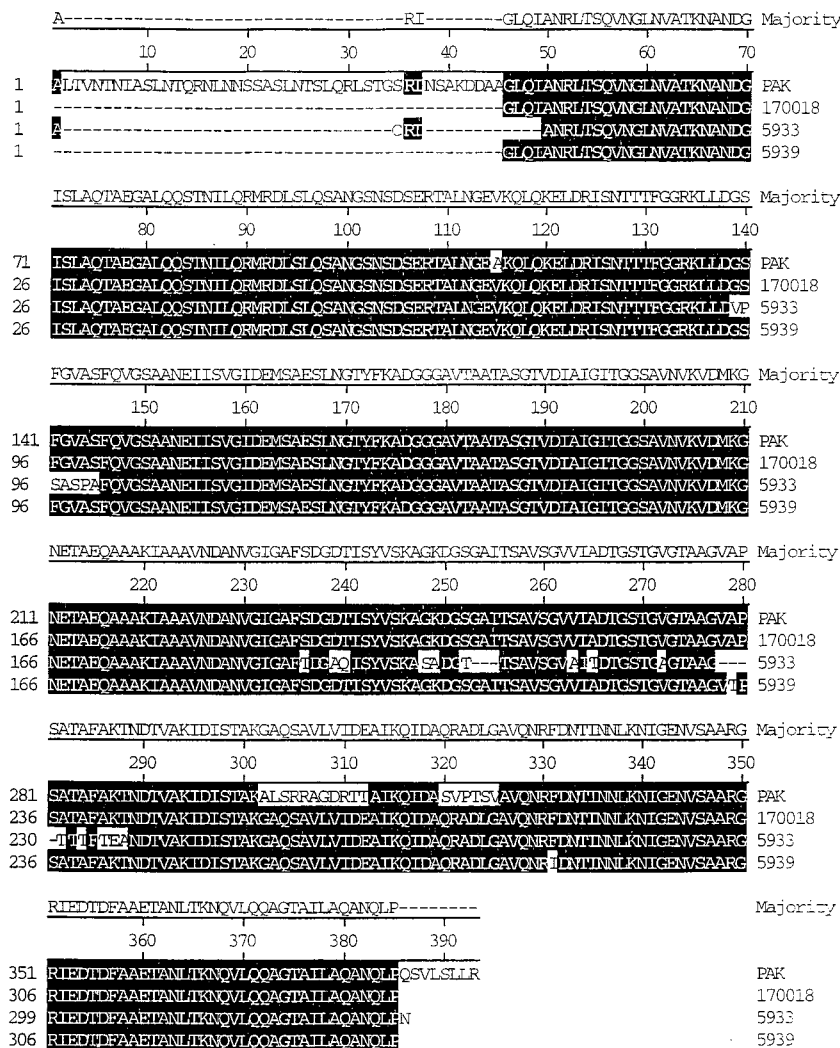 A-----------------------------------RI--------GLQIANRLTSQVNGLNVATKNANDG Majority
10 20 30 40 50 60 70
1 ALTVNTNIASLNTQRNLNNSSASLNTSLQRLSTGSRINSAKDDAAGLQIANRLTSQVNGLNVATKNANDG PAK
1 ---------------------------------------------GLQIANRLTSQVNGLNVATKNANDG 170018
1 A---------------------------------CRI------------ANRLTSQVNGLNVATKNANDG 5933
1 ---------------------------------------------GLQIANRLTSQVNGLNVATKNANDG 5939
ISLAQTAEGALQQSTNILQRMRDLSLQSANGSNSDSERTALNGEVKQLQKELDRISNTTTFGGRKLLDGS Majority
80 90 100 110 120 130 140
71 ISLAQTAEGALQQSTNILQRMRDLSLQSANGSNSDSERTALNGEAKQLQKELDRISNTTTFGGRKLLDGS PAK
26 ISLAQTAEGALQQSTNILQRMRDLSLQSANGSNSDSERTALNGEVKQLQKELDRISNTTTFGGRKLLDGS 170018
26 ISLAQTAEGALQQSTNILQRMRDLSLQSANGSNSDSERTALNGEVKQLQKELDRISNTTTFGGRKLLDVP 5933
26 ISLAQTAEGALQQSTNILQRMRDLSLQSANGSNSDSERTALNGEVKQLQKELDRISNTTTFGGRKLLDGS 5939
FGVASFQVGSAANEIISVGIDEMSAESLNGTYFKADGGGAVTAATASGTVDIAIGITGGSAVNVKVDMKG Majority
150 160 170 180 190 200 210
141 FGVASFQVGSAANEIISVGIDEMSAESLNGTYFKADGGGAVTAATASGTVDIAIGITGGSAVNVKVDMKG PAK
96 FGVASFQVGSAANEIISVGIDEMSAESLNGTYFKADGGGAVTAATASGTVDIAIGITGGSAVNVKVDMKG 170018
96 SASPAFQVGSAANEIISVGIDEMSAESLNGTYFKADGGGAVTAATASGTVDIAIGITGGSAVNVKVDMKG 5933
96 FGVASFQVGSAANEIISVGIDEMSAESLNGTYFKADGGGAVTAATASGTVDIAIGITGGSAVNVKVDMKG 5939
NETAEQAAAKIAAAVNDANVGIGAFSDGDTISYVSKAGKDGSGAITSAVSGVVIADTGSTGVGTAAGVAP Majority
220 230 240 250 260 270 280
211 NETAEQAAAKIAAAVNDANVGIGAFSDGDTISYVSKAGKDGSGAITSAVSGVVIADTGSTGVGTAAGVAP PAK
166 NETAEQAAAKIAAAVNDANVGIGAFSDGDTISYVSKAGKDGSGAITSAVSGVVIADTGSTGVGTAAGVAP 170018
166 NETAEQAAAKIAAAVNDANVGIGAFTDGAQISYVSKASADGT---TSAVSGVAITDTGSTGAGTAAG--- 5933
166 NETAEQAAAKIAAAVNDANVGIGAFSDGDTISYVSKAGKDGSGAITSAVSGVVIADTGSTGVGTAAGVTP 5939
SATAFAKTNDTVAKIDISTAKGAQSAVLVIDEAIKQIDAQRADLGAVQNRFDNTINNLKNIGENVSAARG Majority
290 300 310 320 330 340 350
281 SATAFAKTNDTVAKIDISTAKALSRRAGDRTTAIKQIDASVPTSVAVQNRFDNTINNLKNIGENVSAARG PAK
236 SATAFAKTNDTVAKIDISTAKGAQSAVLVIDEAIKQIDAQRADLGAVQNRFDNTINNLKNIGENVSAARG 170018
230 -TTTFTEANDTVAKIDISTAKGAQSAVLVIDEAIKQIDAQRADLGAVQNRFDNTINNLKNIGENVSAARG 5933
236 SATAFAKTNDTVAKIDISTAKGAQSAVLVIDEAIKQIDAQRADLGAVQNRIDNTINNLKNIGENVSAARG 5939
RIEDTDFAAETANLTKNQVLQQAGTAILAQANQLP-------- Majority
360 370 380 390
351 RIEDTDFAAETANLTKNQVLQQAGTAILAQANQLPQSVLSLLR PAK
306 RIEDTDFAAETANLTKNQVLQQAGTAILAQANQLP 170018
299 RIEDTDFAAETANLTKNQVLQQAGTAILAQANQLPN 5933
306 RIEDTDFAAETANLTKNQVLQQAGTAILAQANQLP 5939